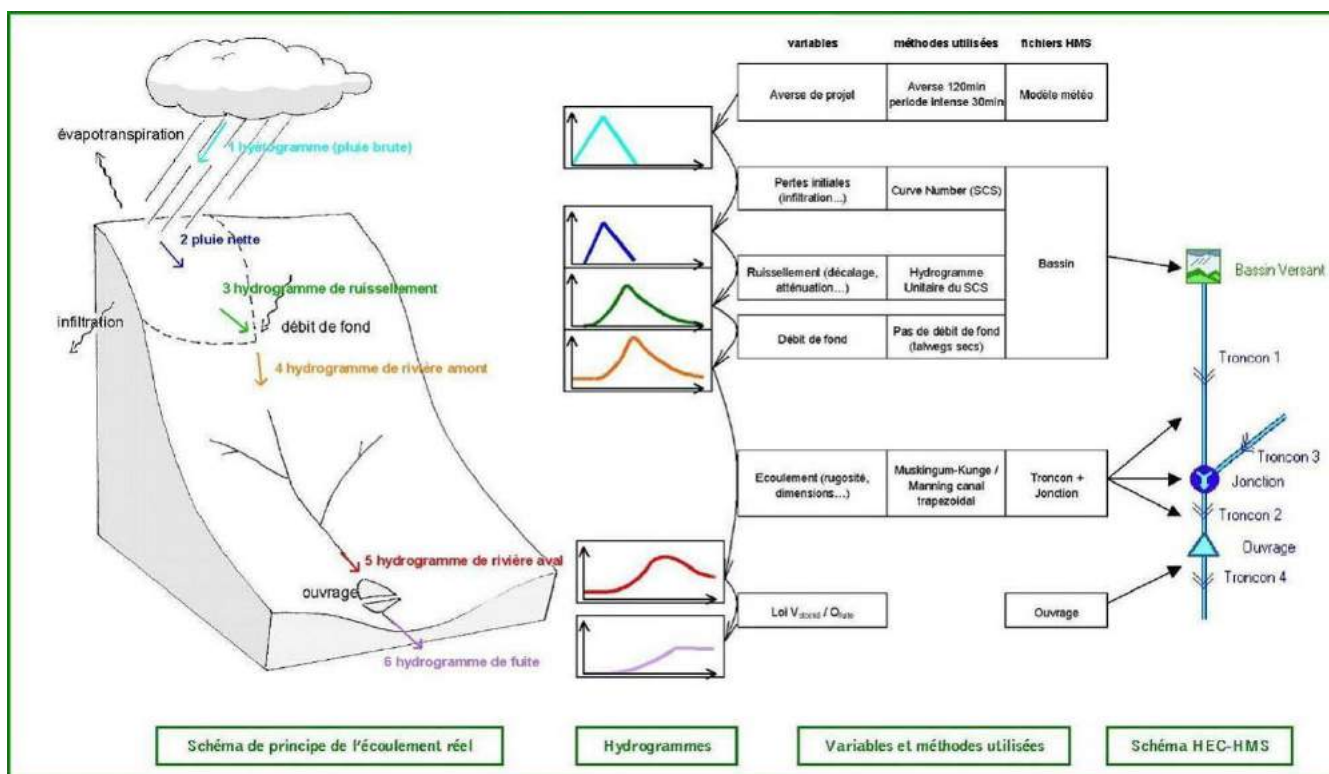 variables
méthodes utilisées
fichiers HMS
Averse de projet
Averse 120min
periode intense 30min
Modèle météo
évapotranspiration
1 hyétogramme (pluie brute)
Pertes initiales
(infiltration...)
Curve Number (SCS)
2 pluie nette
Bassin
Ruissellement (décalage,
atténuation...)
Hydrogramme
Unitaire du SCS
Bassin Versant
3 hydrogramme de ruissellement
infiltration
débit de fond
Débit de fond
Pas de débit de fond
(talwegs secs)
4 hydrogramme de rivière amont
Troncon 1
Troncon 3
Ecoulement (rugosité,
dimensions...)
Muskingum-Kunge /
Manning canal
trapezoidal
Troncon +
Jonction
Jonction
Troncon 2
Ouvrage
Troncon 4
5 hydrogramme de rivière aval
ouvrage
Loi V / Q
Ouvrage
6 hydrogramme de fuite
Schéma de principe de l'écoulement réel
Hydrogrammes
Variables et méthodes utilisées
Schéma HEC-HMS